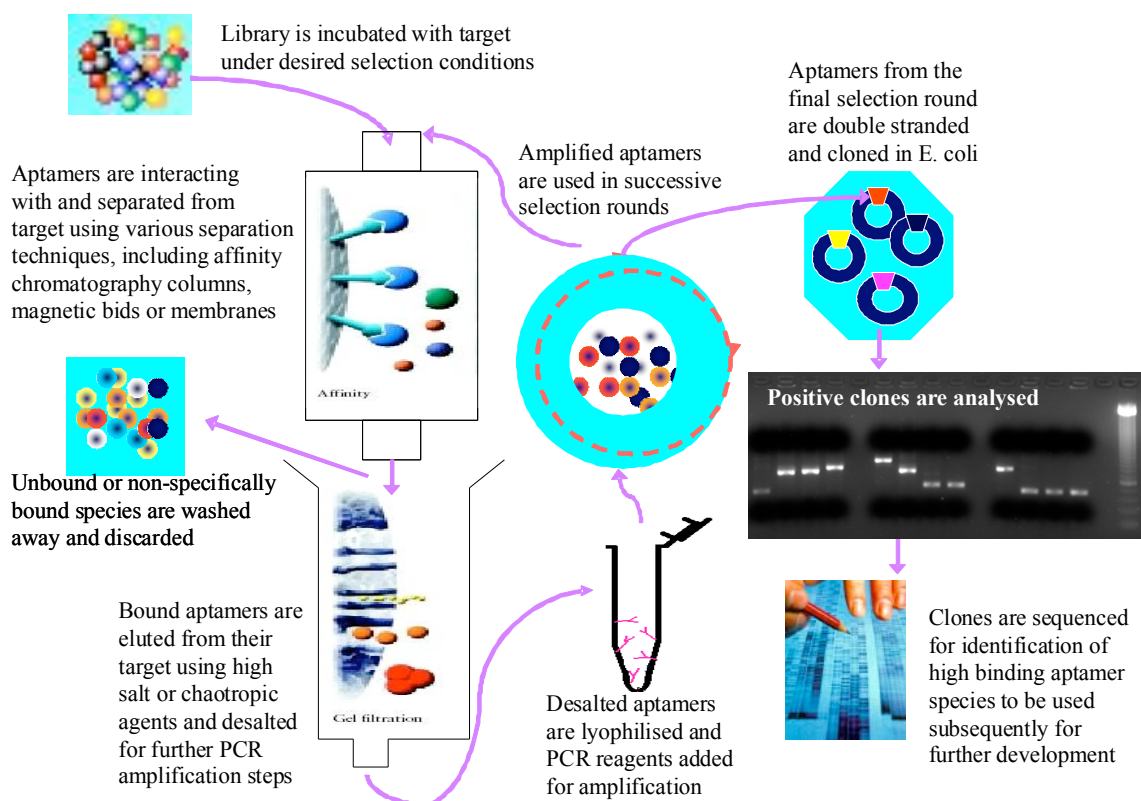 Library is incubated with target
under desired selection conditions
Aptamers from the
final selection round
are double stranded
and cloned in E. coli
Amplified aptamers
are used in successive
selection rounds
Aptamers are interacting
with and separated from
target using various separation
techniques, including affinity
chromatography columns,
magnetic bids or membranes
Affinity
Positive clones are analysed
Unbound or non-specifically
bound species are washed
away and discarded
Bound aptamers are
eluted from their
target using high
salt or chaotropic
agents and desalted
for further PCR
amplification steps
Gel filtration
Desalted aptamers
are lyophilised and
PCR reagents added
for amplification
Clones are sequenced
for identification of
high binding aptamer
species to be used
subsequently for
further development